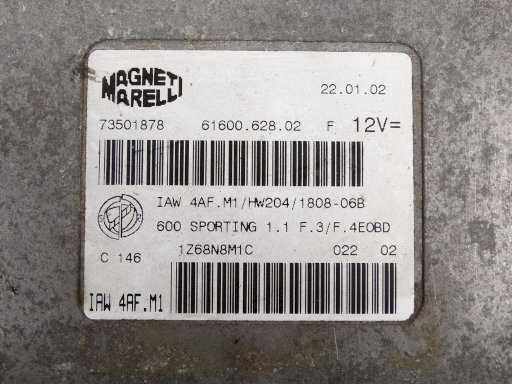 MAGNETI
MARELLI
22.01.02
73501878 61600.628.02 F 12V=
IAW 4AF.M1/HW204/1808-06B
600 SPORTING 1.1 F.3/F.4EOBD
C 146 1Z68N8M1C 022 02
IAW 4AF.M1